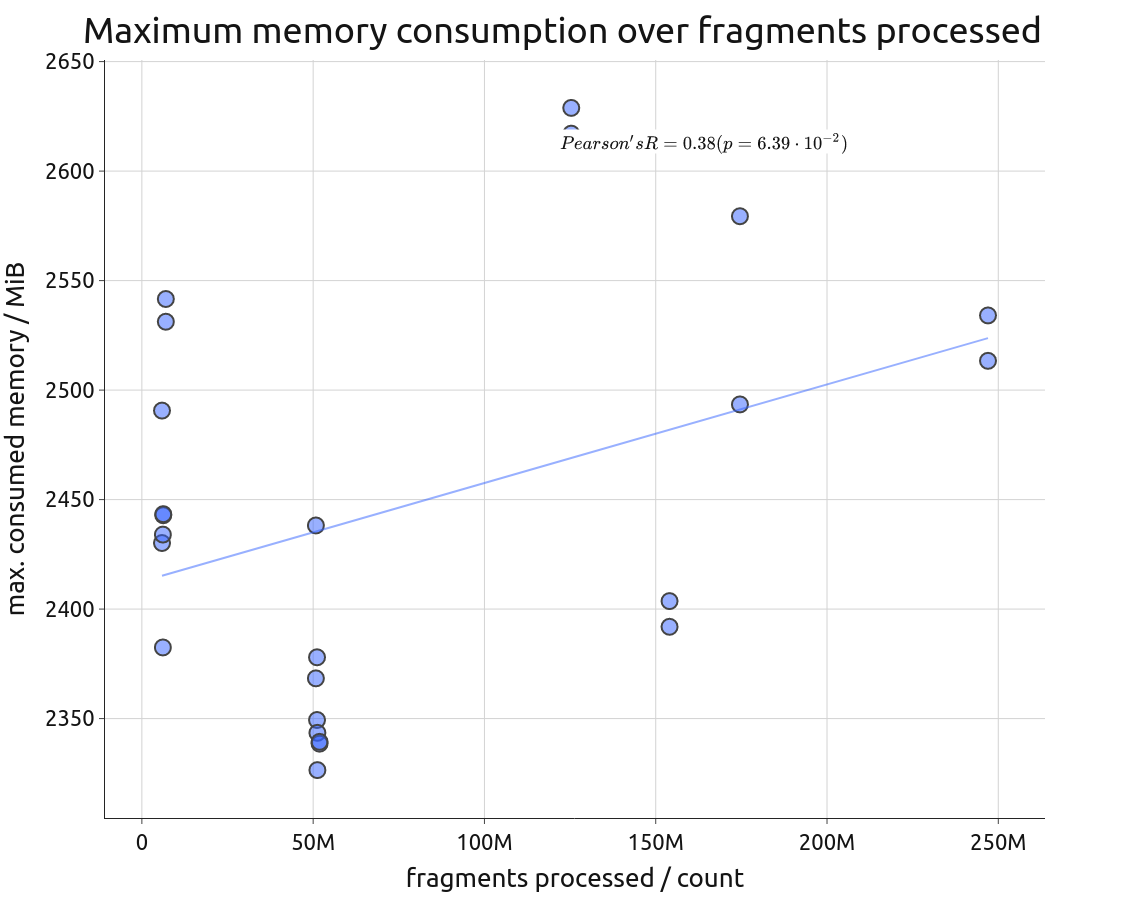 Maximum memory consumption over fragments processed
2650
2600
2550
2500
2450
2400
2350
max. consumed memory / MiB
Pearson′sR = 0.38(p = 6.39 · 10⁻²)
0 50M 100M 150M 200M 250M
fragments processed / count